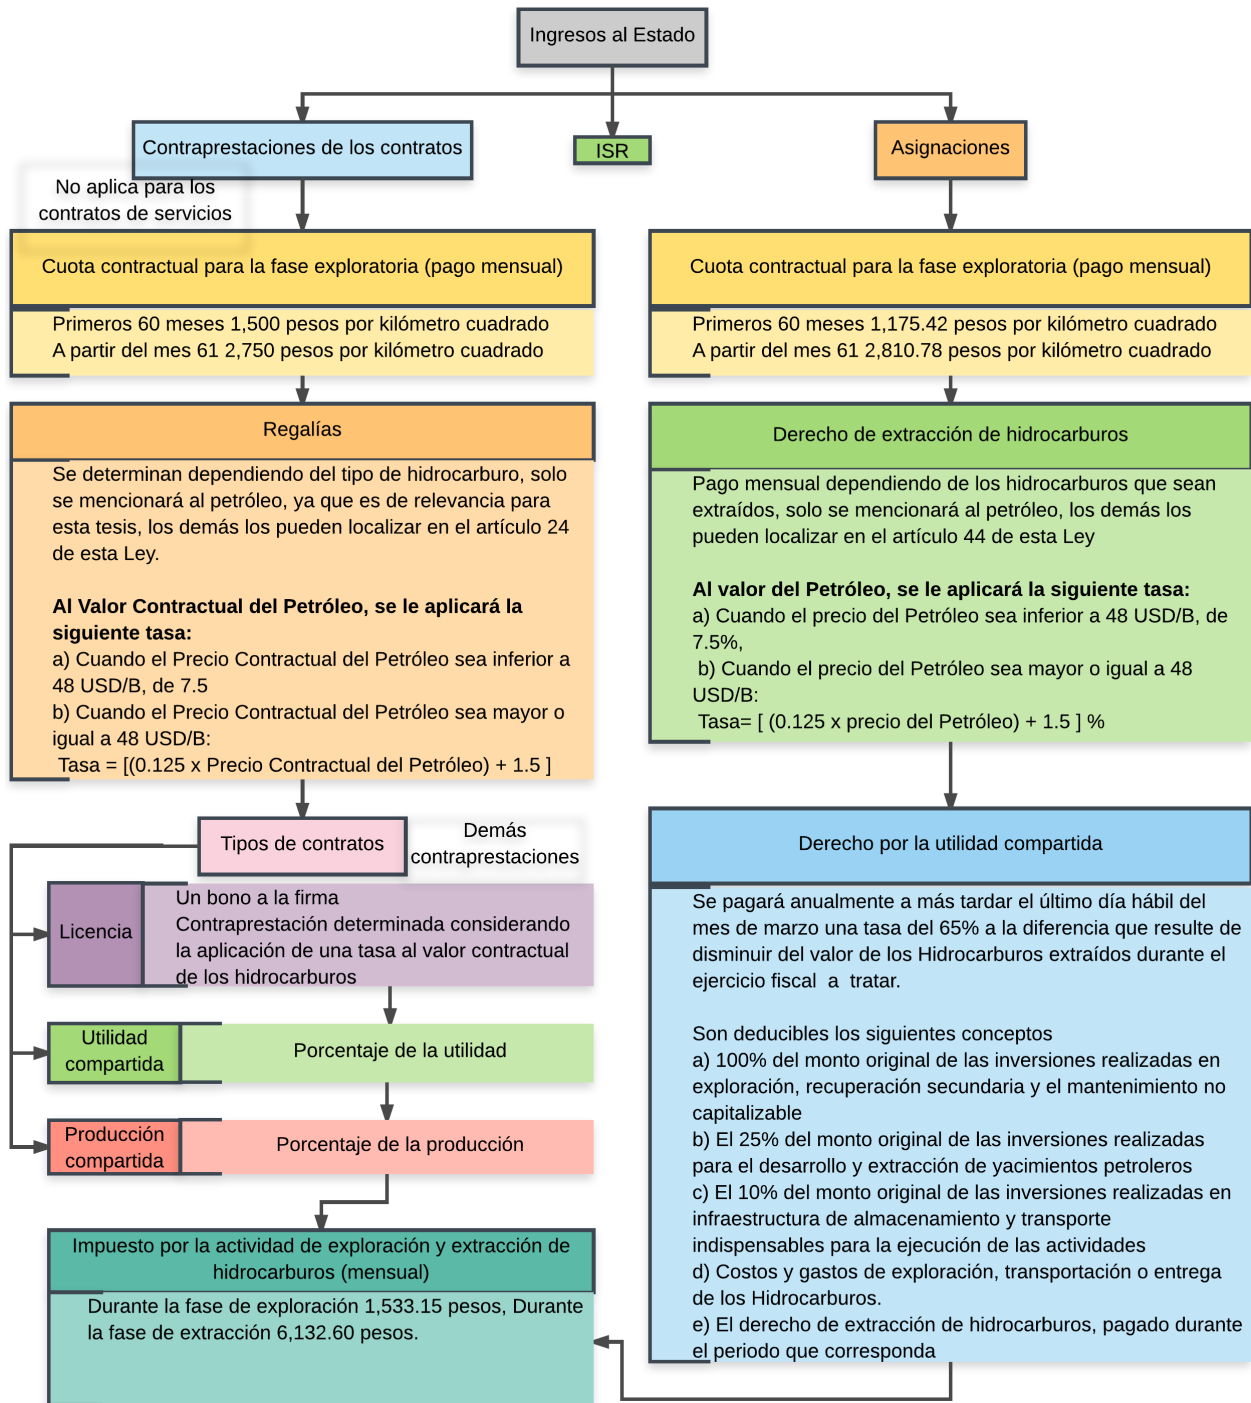 Ingresos al Estado
Contraprestaciones de los contratos
ISR
Asignaciones
No aplica para los
contratos de servicios
Cuota contractual para la fase exploratoria (pago mensual)
Primeros 60 meses 1,500 pesos por kilómetro cuadrado
A partir del mes 61 2,750 pesos por kilómetro cuadrado
Regalías
Se determinan dependiendo del tipo de hidrocarburo, solo
se mencionará al petróleo, ya que es de relevancia para
esta tesis, los demás los pueden localizar en el artículo 24
de esta Ley.
Al Valor Contractual del Petróleo, se le aplicará la
siguiente tasa:
a) Cuando el Precio Contractual del Petróleo sea inferior a
48 USD/B, de 7.5
b) Cuando el Precio Contractual del Petróleo sea mayor o
igual a 48 USD/B:
Tasa = [(0.125 x Precio Contractual del Petróleo) + 1.5 ]
Tipos de contratos
Demás
contraprestaciones
Licencia
Un bono a la firma
Contraprestación determinada considerando
la aplicación de una tasa al valor contractual
de los hidrocarburos
Utilidad
compartida
Porcentaje de la utilidad
Producción
compartida
Porcentaje de la producción
Impuesto por la actividad de exploración y extracción de
hidrocarburos (mensual)
Durante la fase de exploración 1,533.15 pesos, Durante
la fase de extracción 6,132.60 pesos.
Cuota contractual para la fase exploratoria (pago mensual)
Primeros 60 meses 1,175.42 pesos por kilómetro cuadrado
A partir del mes 61 2,810.78 pesos por kilómetro cuadrado
Derecho de extracción de hidrocarburos
Pago mensual dependiendo de los hidrocarburos que sean
extraídos, solo se mencionará al petróleo, los demás los
pueden localizar en el artículo 44 de esta Ley
Al valor del Petróleo, se le aplicará la siguiente tasa:
a) Cuando el precio del Petróleo sea inferior a 48 USD/B, de
7.5%,
b) Cuando el precio del Petróleo sea mayor o igual a 48
USD/B:
Tasa= [ (0.125 x precio del Petróleo) + 1.5 ] %
Derecho por la utilidad compartida
Se pagará anualmente a más tardar el último día hábil del
mes de marzo una tasa del 65% a la diferencia que resulte de
disminuir del valor de los Hidrocarburos extraídos durante el
ejercicio fiscal a tratar.
Son deducibles los siguientes conceptos
a) 100% del monto original de las inversiones realizadas en
exploración, recuperación secundaria y el mantenimiento no
capitalizable
b) El 25% del monto original de las inversiones realizadas
para el desarrollo y extracción de yacimientos petroleros
c) El 10% del monto original de las inversiones realizadas en
infraestructura de almacenamiento y transporte
indispensables para la ejecución de las actividades
d) Costos y gastos de exploración, transportación o entrega
de los Hidrocarburos.
e) El derecho de extracción de hidrocarburos, pagado durante
el periodo que corresponda